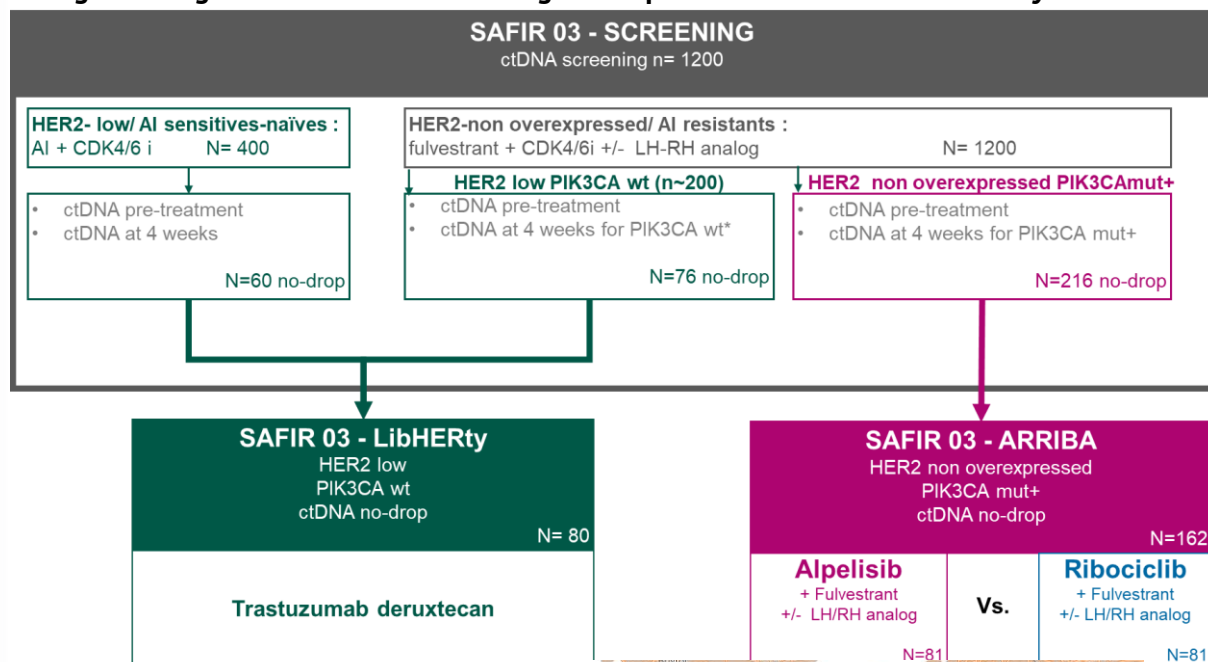 SAFIR 03 - SCREENING
ctDNA screening n= 1200
HER2- low/ AI sensitives-naïves :
AI + CDK4/6 i N= 400
HER2-non overexpressed/ AI resistants :
fulvestrant + CDK4/6i +/- LH-RH analog N= 1200
• ctDNA pre-treatment
• ctDNA at 4 weeks
N=60 no-drop
HER2 low PIK3CA wt (n~200)
• ctDNA pre-treatment
• ctDNA at 4 weeks for PIK3CA wt*
N=76 no-drop
HER2 non overexpressed PIK3CAmut+
• ctDNA pre-treatment
• ctDNA at 4 weeks for PIK3CA mut+
N=216 no-drop
SAFIR 03 - LibHERty
HER2 low
PIK3CA wt
ctDNA no-drop
N= 80
Trastuzumab deruxtecan
SAFIR 03 - ARRIBA
HER2 non overexpressed
PIK3CA mut+
ctDNA no-drop
N=162
Alpelisib
+ Fulvestrant
+/- LH/RH analog
N=81
Vs.
Ribociclib
+ Fulvestrant
+/- LH/RH analog
N=81